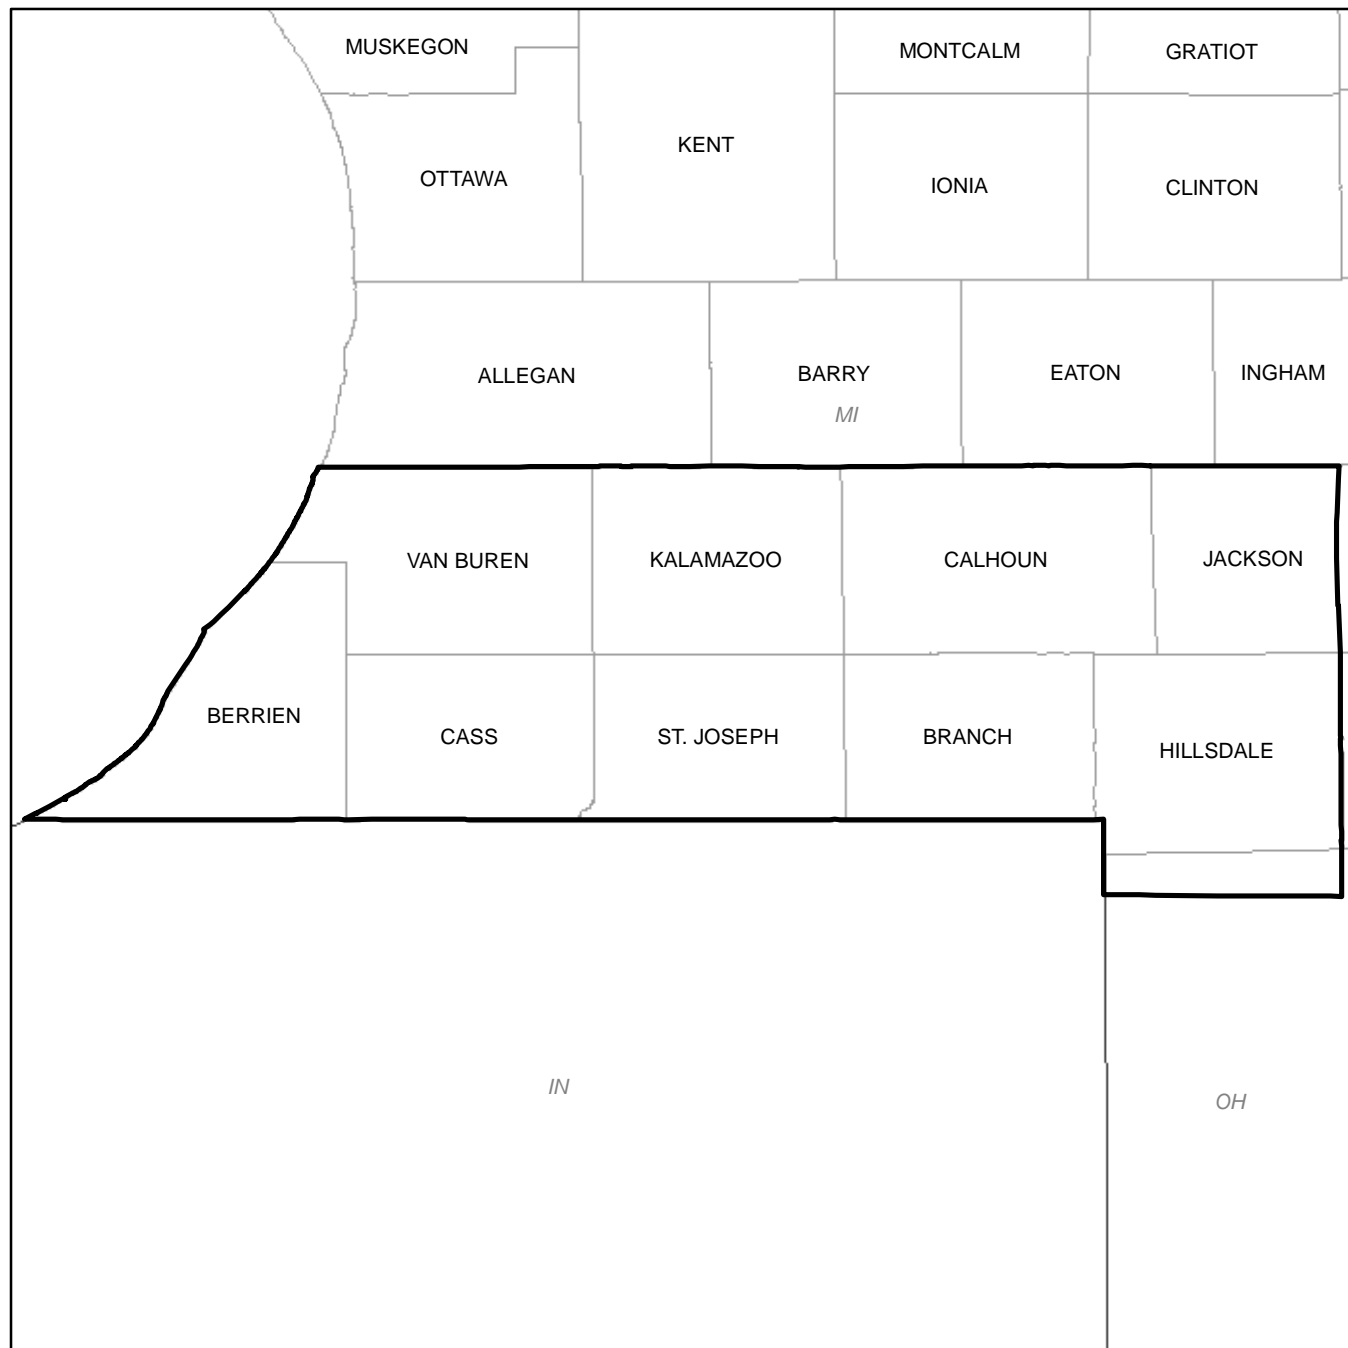 MUSKEGON
MONTCALM
GRATIOT
KENT
OTTAWA
IONIA
CLINTON
ALLEGAN
BARRY
EATON
INGHAM
MI
VAN BUREN
KALAMAZOO
CALHOUN
JACKSON
BERRIEN
CASS
ST. JOSEPH
BRANCH
HILLSDALE
IN
OH